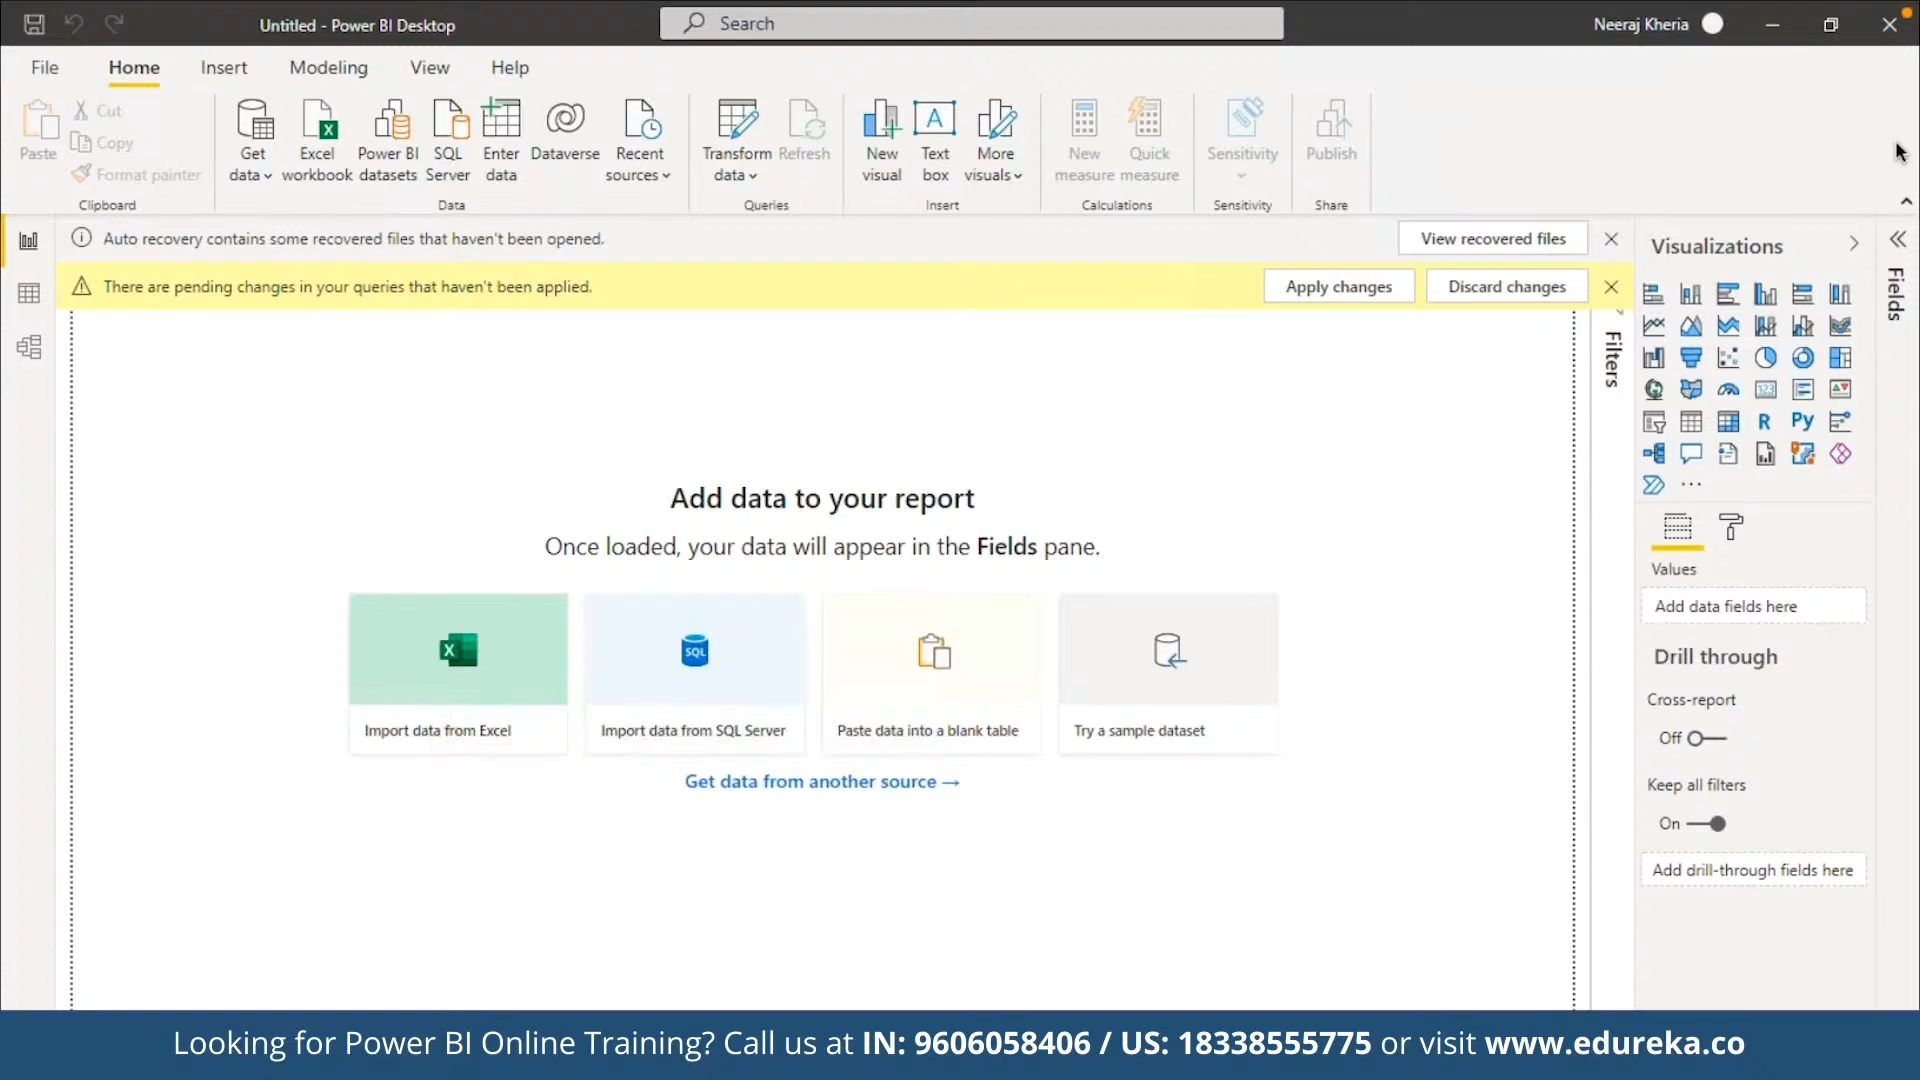 Untitled - Power BI Desktop
Search
Neeraj Kheria
File
Home
Insert
Modeling
View
Help
Paste
Cut
Copy
Format painter
Clipboard
Get data
Excel workbook
Power BI datasets
SQL Server
Enter data
Dataverse
Recent sources
Data
Transform data
Refresh
Queries
New visual
Text box
More visuals
Insert
New measure
Quick measure
Calculations
Sensitivity
Sensitivity
Publish
Share
Auto recovery contains some recovered files that haven't been opened.
View recovered files
There are pending changes in your queries that haven't been applied.
Apply changes
Discard changes
Filters
Visualizations
Fields
123
R
Py
Add data to your report
Once loaded, your data will appear in the Fields pane.
SQL
Import data from Excel
Import data from SQL Server
Paste data into a blank table
Try a sample dataset
Get data from another source →
Values
Add data fields here
Drill through
Cross-report
Off
Keep all filters
On
Add drill-through fields here
Looking for Power BI Online Training? Call us at IN: 9606058406 / US: 18338555775 or visit www.edureka.co